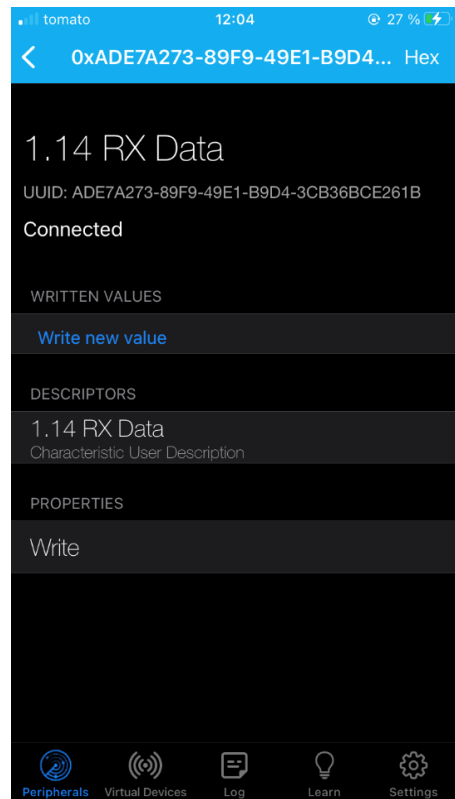 tomato 12:04 27 %
0xADE7A273-89F9-49E1-B9D4... Hex
1.14 RX Data
UUID: ADE7A273-89F9-49E1-B9D4-3CB36BCE261B
Connected
WRITTEN VALUES
Write new value
DESCRIPTORS
1.14 RX Data
Characteristic User Description
PROPERTIES
Write
Peripherals Virtual Devices Log Learn Settings